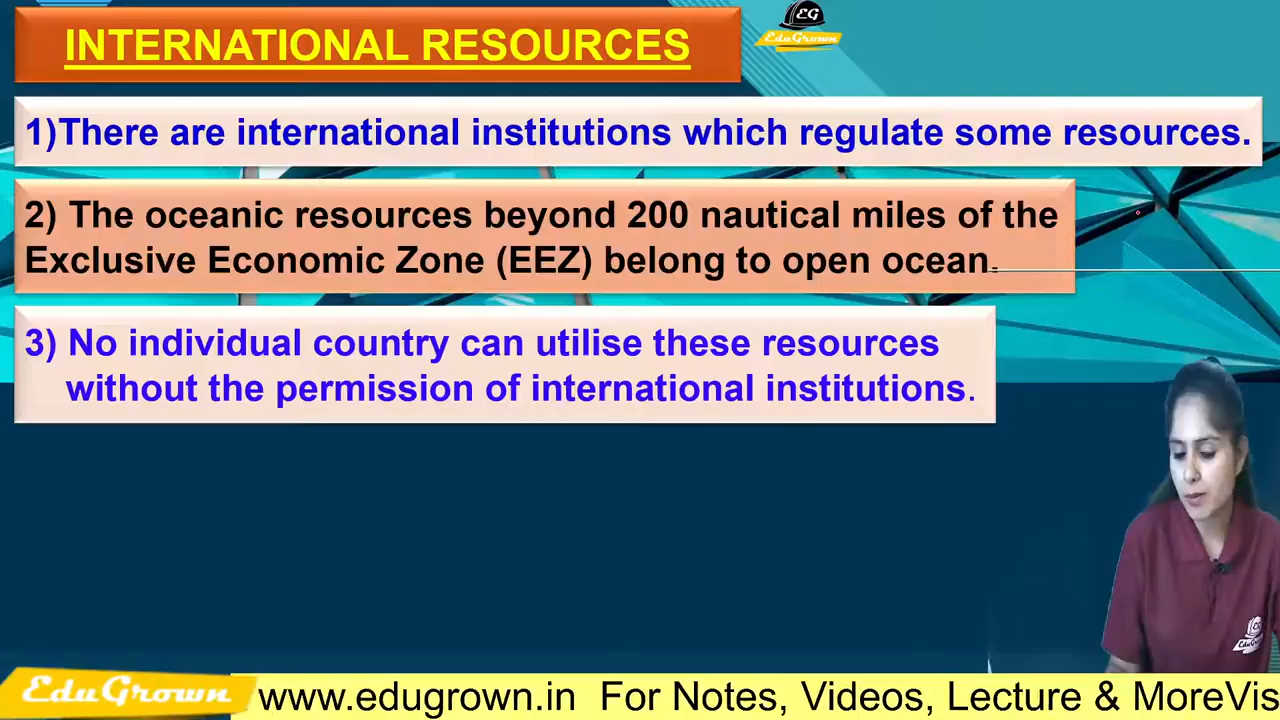 INTERNATIONAL RESOURCES
EG
EduGrown
1)There are international institutions which regulate some resources.
2) The oceanic resources beyond 200 nautical miles of the
Exclusive Economic Zone (EEZ) belong to open ocean.
3) No individual country can utilise these resources
without the permission of international institutions.
EduGrown
www.edugrown.in For Notes, Videos, Lecture & MoreVis